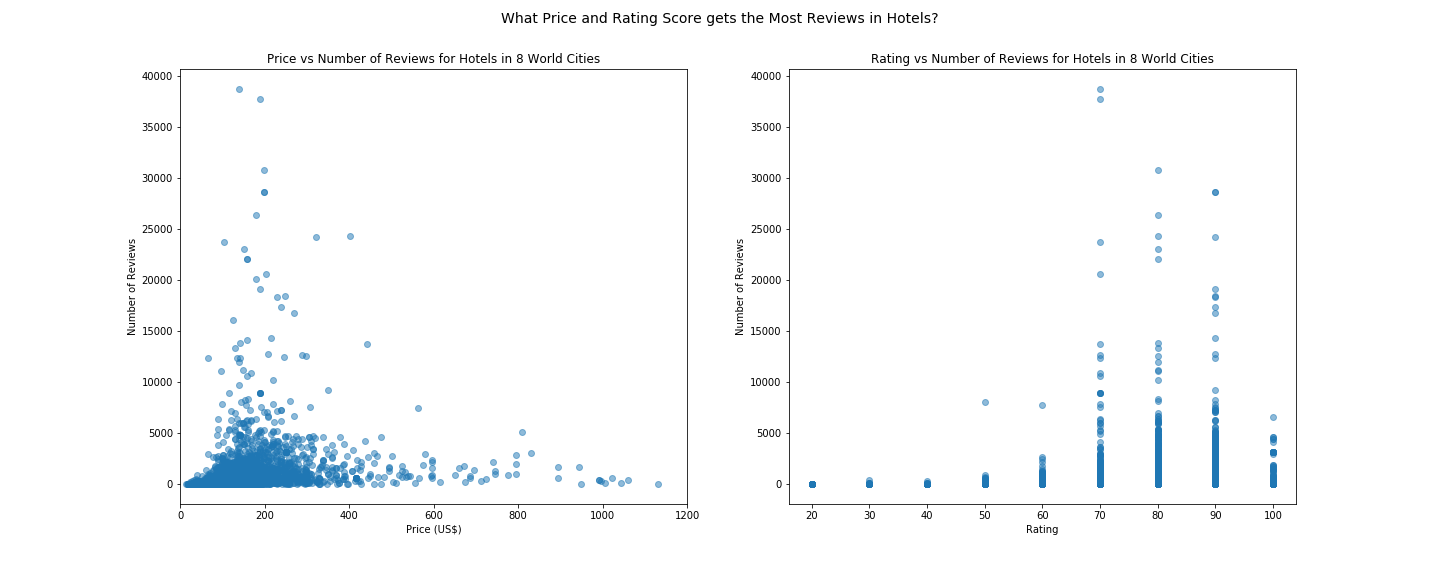 What Price and Rating Score gets the Most Reviews in Hotels?
Price vs Number of Reviews for Hotels in 8 World Cities
40000
35000
30000
25000
20000
15000
10000
5000
0
Number of Reviews
0 200 400 600 800 1000 1200
Price (US$)
Rating vs Number of Reviews for Hotels in 8 World Cities
40000
35000
30000
25000
20000
15000
10000
5000
0
Number of Reviews
20 30 40 50 60 70 80 90 100
Rating